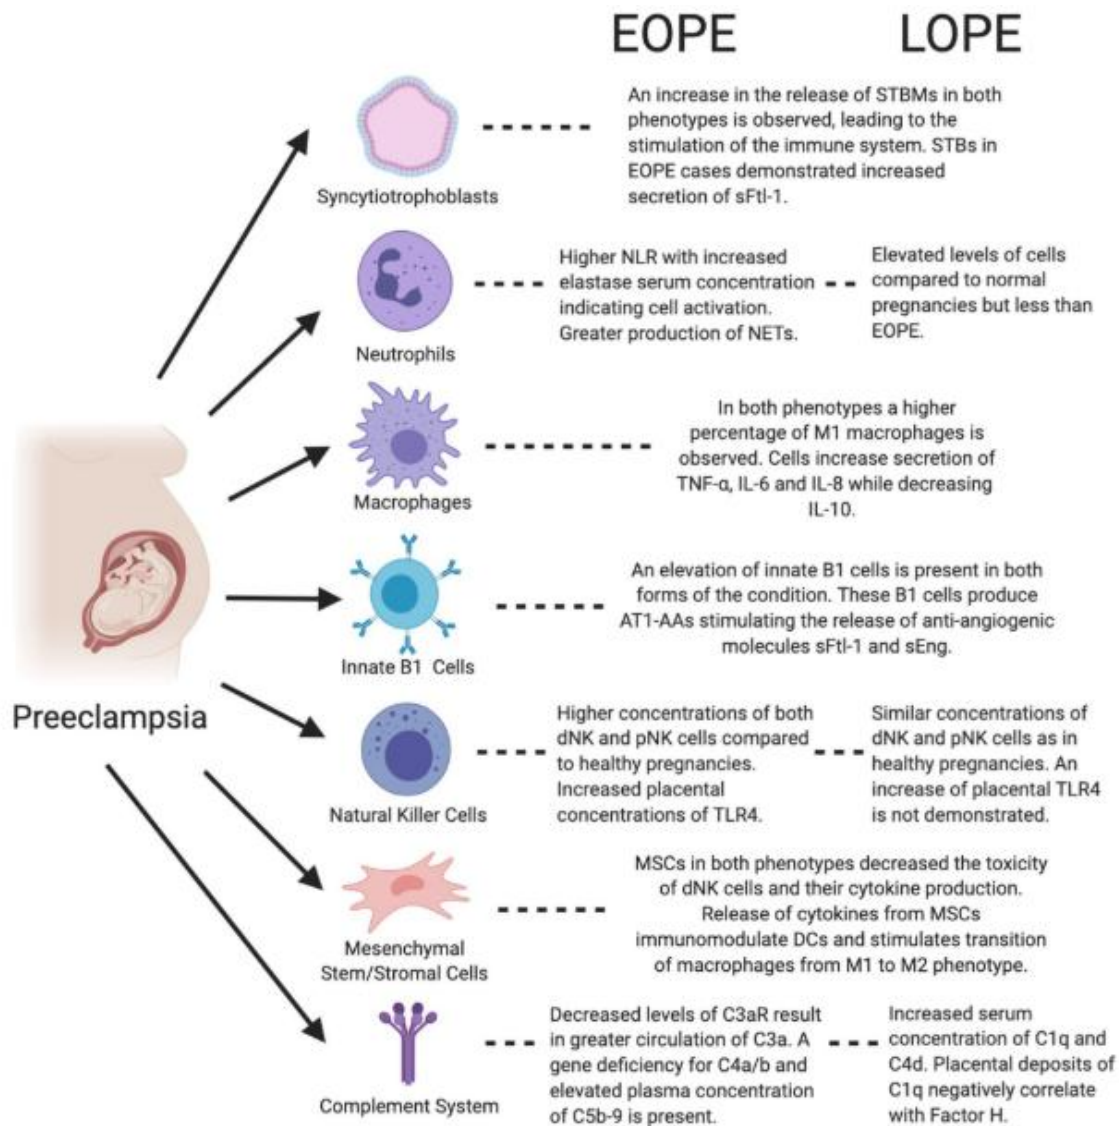 EOPE LOPE
An increase in the release of STBMs in both
phenotypes is observed, leading to the
stimulation of the immune system. STBs in
EOPE cases demonstrated increased
secretion of sFtl-1.
Syncytiotrophoblasts
Higher NLR with increased
elastase serum concentration
indicating cell activation.
Greater production of NETs.
Elevated levels of cells
compared to normal
pregnancies but less than
EOPE.
Neutrophils
In both phenotypes a higher
percentage of M1 macrophages is
observed. Cells increase secretion of
TNF-α, IL-6 and IL-8 while decreasing
IL-10.
Macrophages
An elevation of innate B1 cells is present in both
forms of the condition. These B1 cells produce
AT1-AAs stimulating the release of anti-angiogenic
molecules sFtl-1 and sEng.
Innate B1 Cells
Preeclampsia
Higher concentrations of both
dNK and pNK cells compared
to healthy pregnancies.
Increased placental
concentrations of TLR4.
Similar concentrations of
dNK and pNK cells as in
healthy pregnancies. An
increase of placental TLR4
is not demonstrated.
Natural Killer Cells
MSCs in both phenotypes decreased the toxicity
of dNK cells and their cytokine production.
Release of cytokines from MSCs
immunomodulate DCs and stimulates transition
of macrophages from M1 to M2 phenotype.
Mesenchymal
Stem/Stromal Cells
Decreased levels of C3aR result
in greater circulation of C3a. A
gene deficiency for C4a/b and
elevated plasma concentration
of C5b-9 is present.
Increased serum
concentration of C1q and
C4d. Placental deposits of
C1q negatively correlate
with Factor H.
Complement System